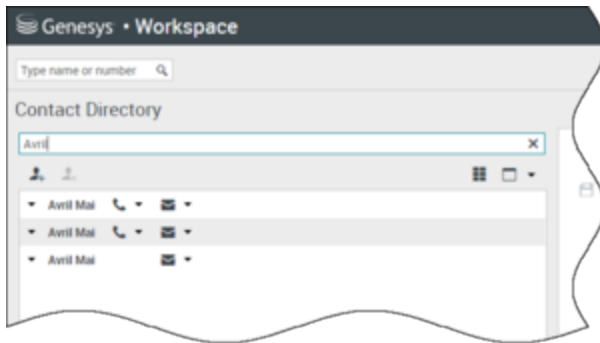 Genesys • Workspace
Type name or number
Contact Directory
Avril
Avril Mai
Avril Mai
Avril Mai